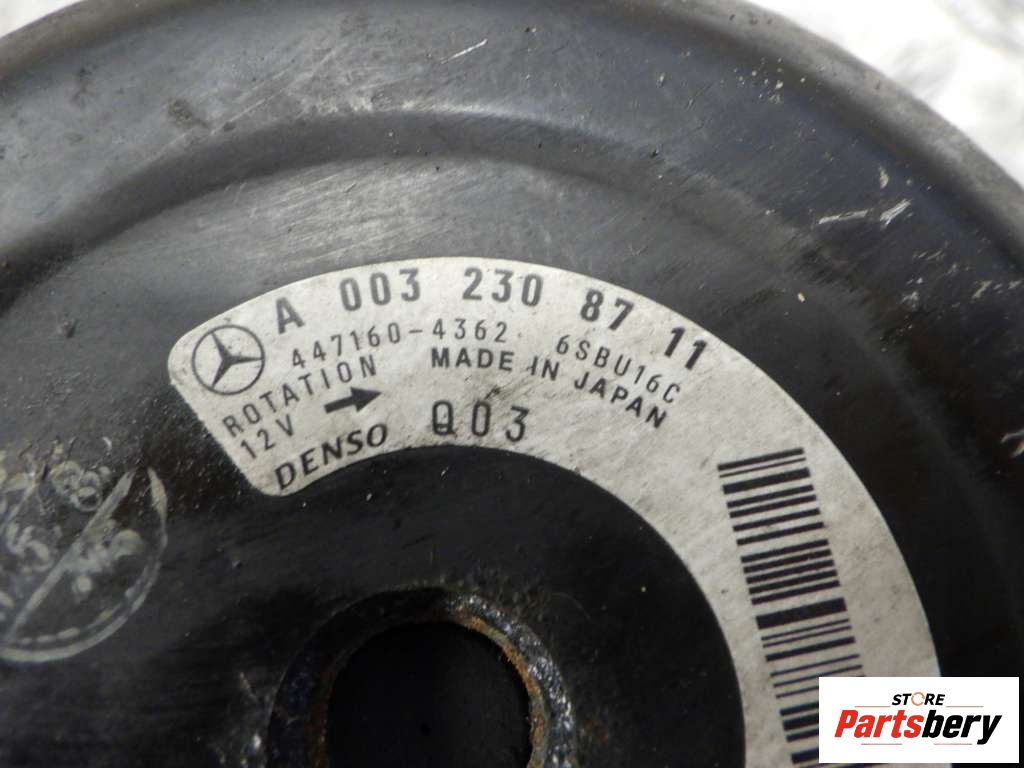 A 003 230 87 11
447160-4362 6SBU16C
ROTATION
MADE IN JAPAN
12V
DENSO Q03
STORE
Partsbery